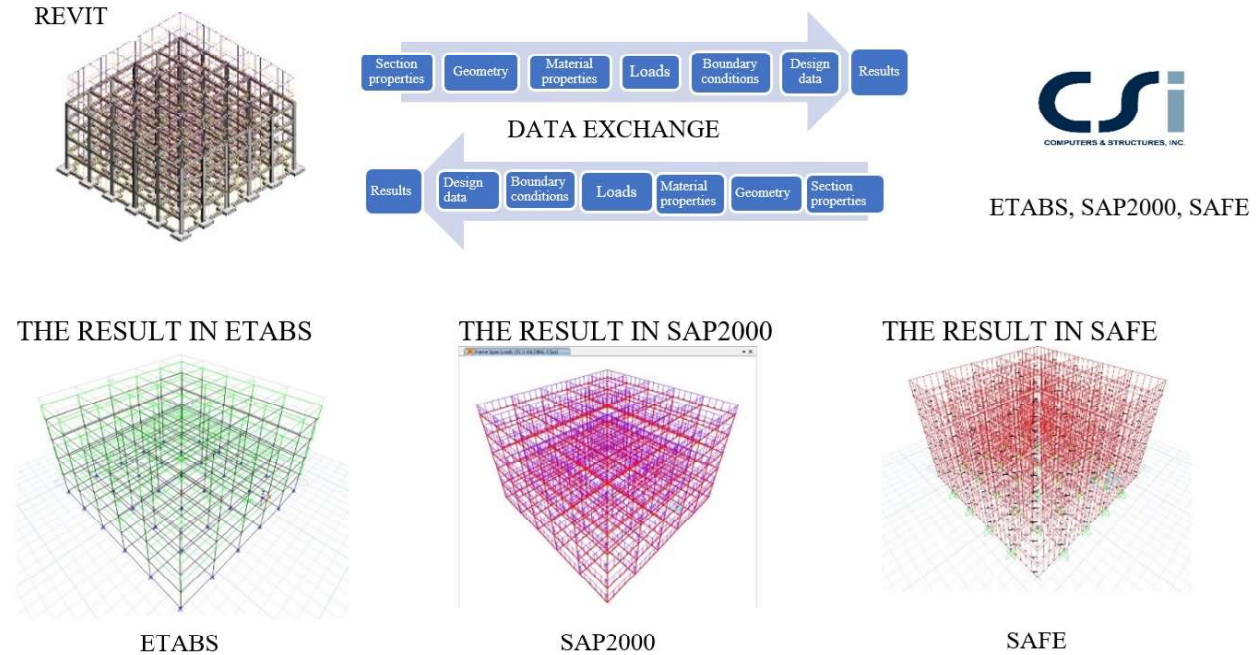 REVIT
Section
properties
Geometry
Material
properties
Loads
Boundary
conditions
Design
data
Results
DATA EXCHANGE
Results
Design
data
Boundary
conditions
Loads
Material
properties
Geometry
Section
properties
CSi
COMPUTERS & STRUCTURES, INC.
ETABS, SAP2000, SAFE
THE RESULT IN ETABS
THE RESULT IN SAP2000
THE RESULT IN SAFE
ETABS
SAP2000
SAFE